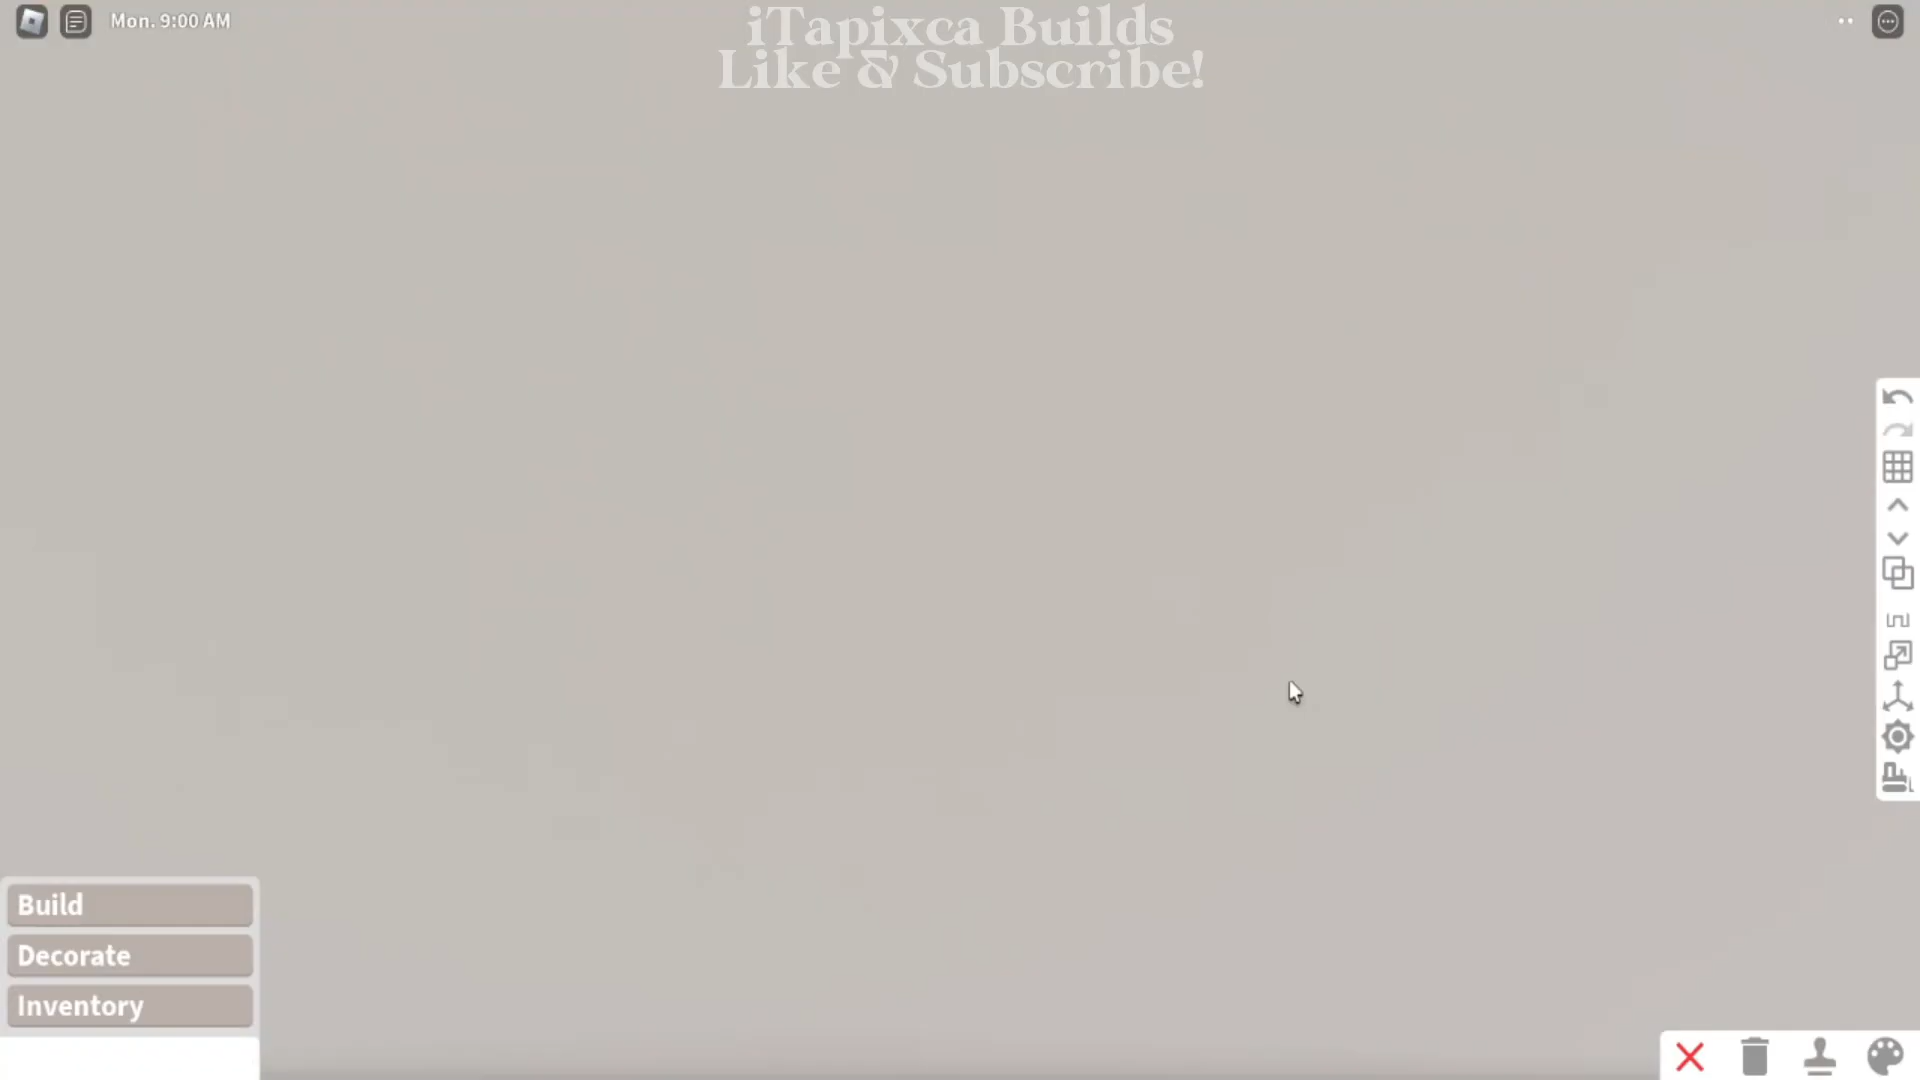 Mon. 9:00 AM
iTapixca Builds
Like & Subscribe!
Build
Decorate
Inventory